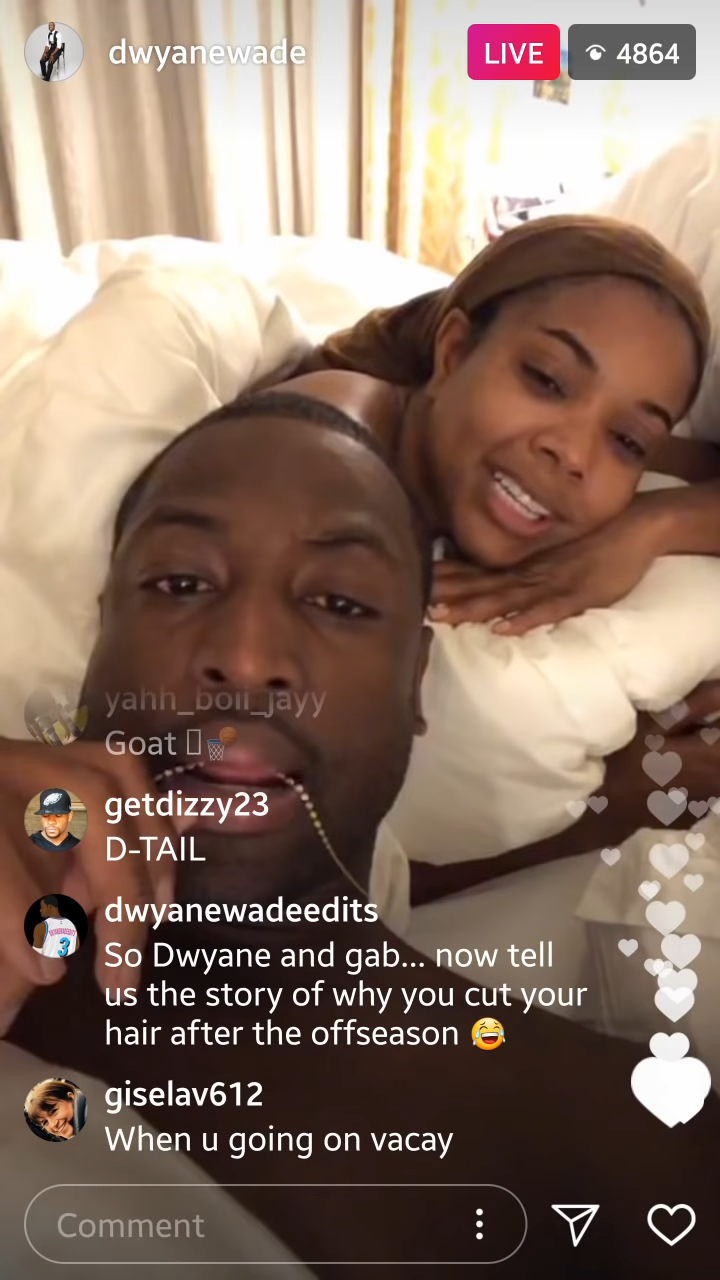 dwyanewade
LIVE
4864
yahh_boii_jayy
Goat
getdizzy23
D-TAIL
dwyanewadeedits
So Dwyane and gab... now tell
us the story of why you cut your
hair after the offseason 😂
giselav612
When u going on vacay
Comment